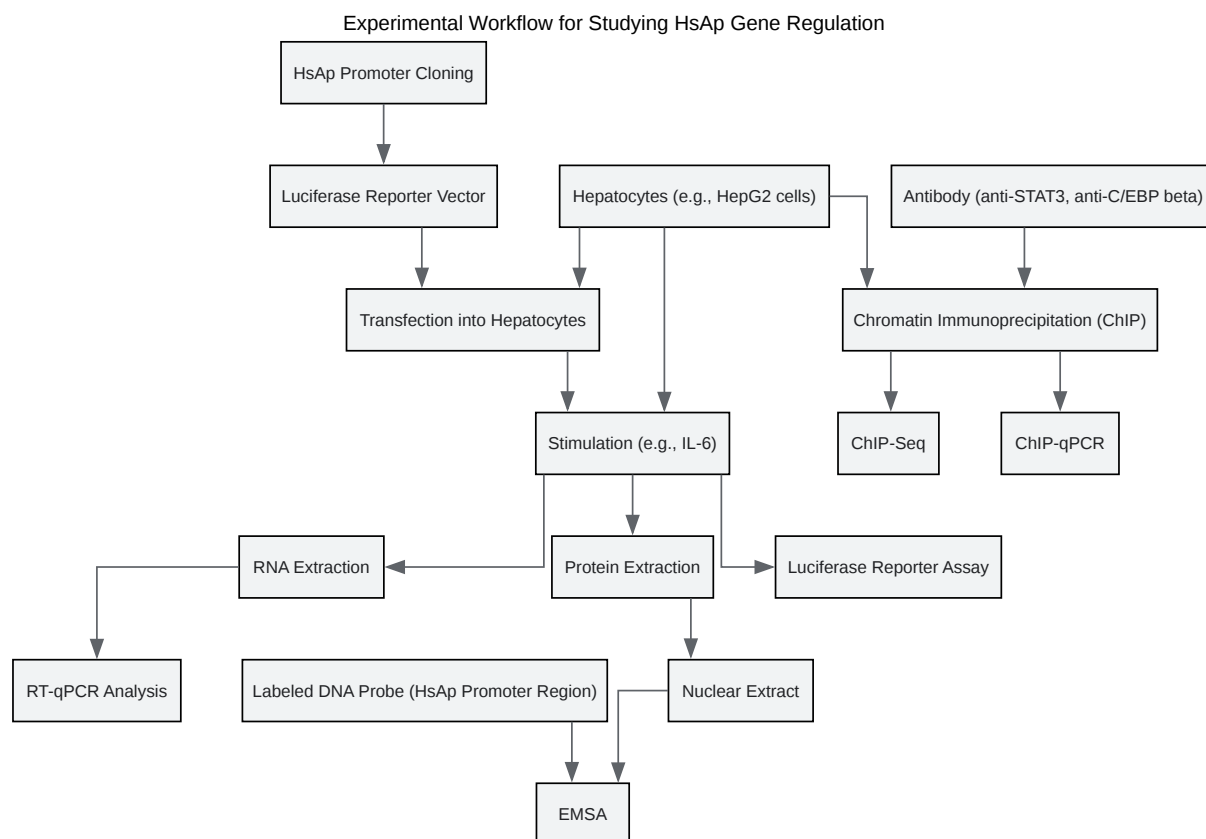 Experimental Workflow for Studying HsAp Gene Regulation
HsAp Promoter Cloning
Luciferase Reporter Vector
Hepatocytes (e.g., HepG2 cells)
Antibody (anti-STAT3, anti-C/EBP beta)
Transfection into Hepatocytes
Chromatin Immunoprecipitation (ChIP)
Stimulation (e.g., IL-6)
ChIP-Seq
ChIP-qPCR
RNA Extraction
Protein Extraction
Luciferase Reporter Assay
RT-qPCR Analysis
Labeled DNA Probe (HsAp Promoter Region)
Nuclear Extract
EMSA